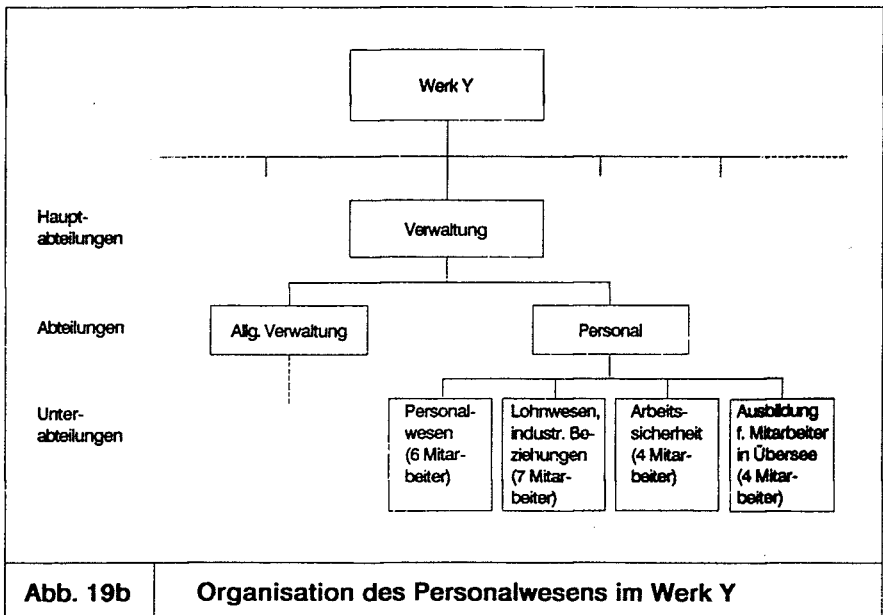 Werk Y
Haupt-
abteilungen
Verwaltung
Abteilungen
Allg. Verwaltung
Personal
Unter-
abteilungen
Personal-
wesen
(6 Mitar-
beiter)
Lohnwesen,
industr. Be-
ziehungen
(7 Mitar-
beiter)
Arbeits-
sicherheit
(4 Mitar-
beiter)
Ausbildung
f. Mitarbeiter
in Übersee
(4 Mitar-
beiter)
Abb. 19b
Organisation des Personalwesens im Werk Y